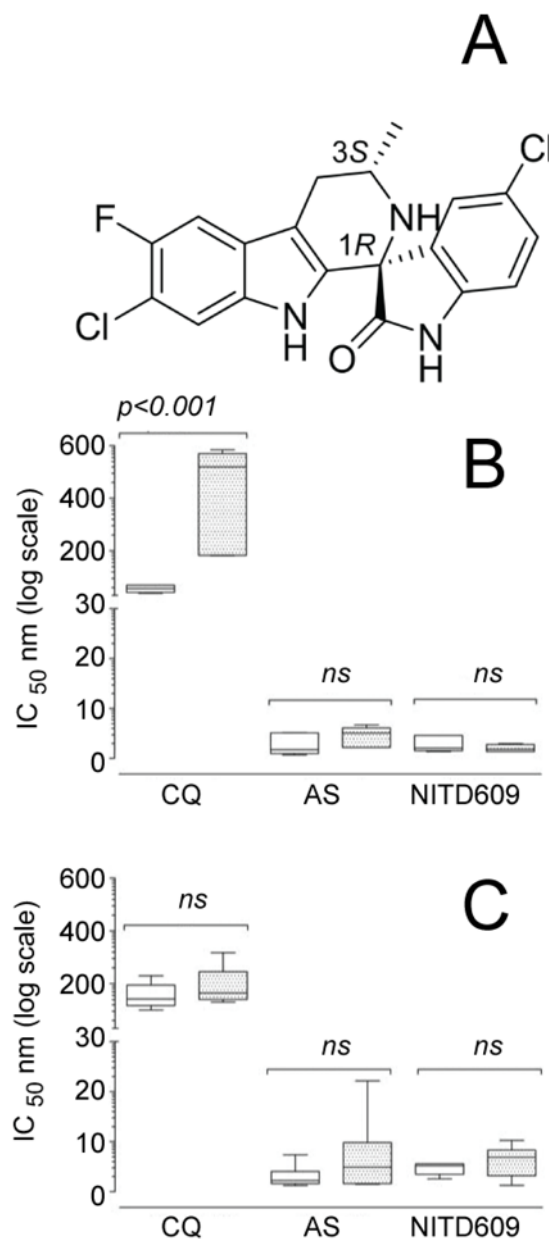 A
3S
Cl
F
NH
1R
Cl
N
H
O
N
H
B
p<0.001
IC 50 nm (log scale)
600
400
200
30
20
10
0
ns
ns
CQ
AS
NITD609
C
IC 50 nm (log scale)
600
400
200
30
20
10
0
ns
ns
ns
CQ
AS
NITD609